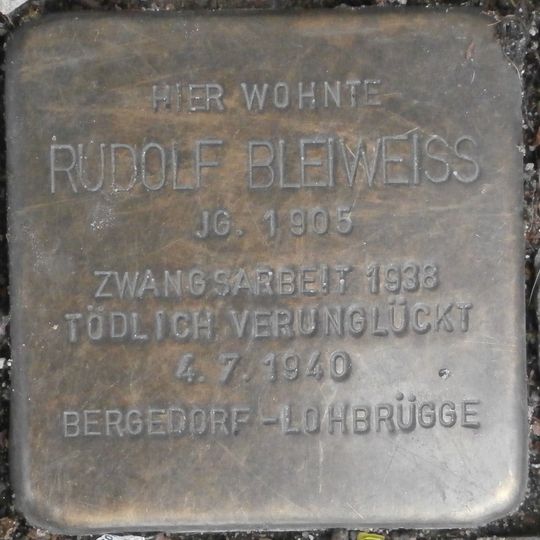 HIER WOHNTE
RUDOLF BLEIWEISS
JG. 1905
ZWANGSARBEIT 1938
TÖDLICH VERUNGLÜCKT
4.7.1940
BERGEDORF-LOHBRÜGGE